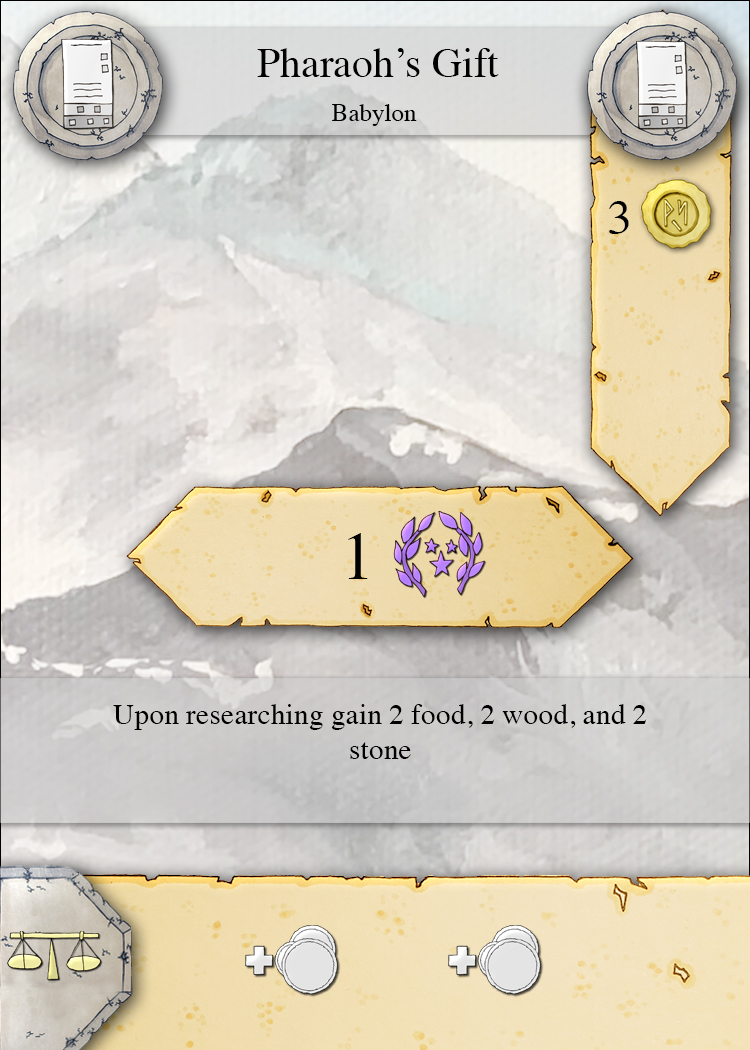 Pharaoh’s Gift
Babylon
3
1
Upon researching gain 2 food, 2 wood, and 2
stone